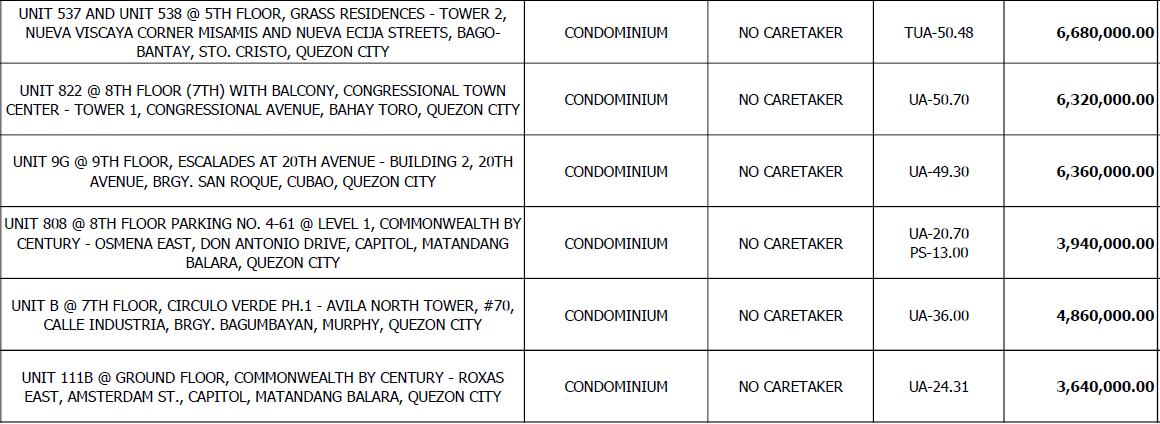 UNIT 537 AND UNIT 538 @ 5TH FLOOR, GRASS RESIDENCES - TOWER 2,
NUEVA VISCAYA CORNER MISAMIS AND NUEVA ECIJA STREETS, BAGO-
BANTAY, STO. CRISTO, QUEZON CITY
CONDOMINIUM
NO CARETAKER
TUA-50.48
6,680,000.00
UNIT 822 @ 8TH FLOOR (7TH) WITH BALCONY, CONGRESSIONAL TOWN
CENTER - TOWER 1, CONGRESSIONAL AVENUE, BAHAY TORO, QUEZON CITY
CONDOMINIUM
NO CARETAKER
UA-50.70
6,320,000.00
UNIT 9G @ 9TH FLOOR, ESCALADES AT 20TH AVENUE - BUILDING 2, 20TH
AVENUE, BRGY. SAN ROQUE, CUBAO, QUEZON CITY
CONDOMINIUM
NO CARETAKER
UA-49.30
6,360,000.00
UNIT 808 @ 8TH FLOOR PARKING NO. 4-61 @ LEVEL 1, COMMONWEALTH BY
CENTURY - OSMENA EAST, DON ANTONIO DRIVE, CAPITOL, MATANDANG
BALARA, QUEZON CITY
CONDOMINIUM
NO CARETAKER
UA-20.70
PS-13.00
3,940,000.00
UNIT B @ 7TH FLOOR, CIRCULO VERDE PH.1 - AVILA NORTH TOWER, #70,
CALLE INDUSTRIA, BRGY. BAGUMBAYAN, MURPHY, QUEZON CITY
CONDOMINIUM
NO CARETAKER
UA-36.00
4,860,000.00
UNIT 111B @ GROUND FLOOR, COMMONWEALTH BY CENTURY - ROXAS
EAST, AMSTERDAM ST., CAPITOL, MATANDANG BALARA, QUEZON CITY
CONDOMINIUM
NO CARETAKER
UA-24.31
3,640,000.00